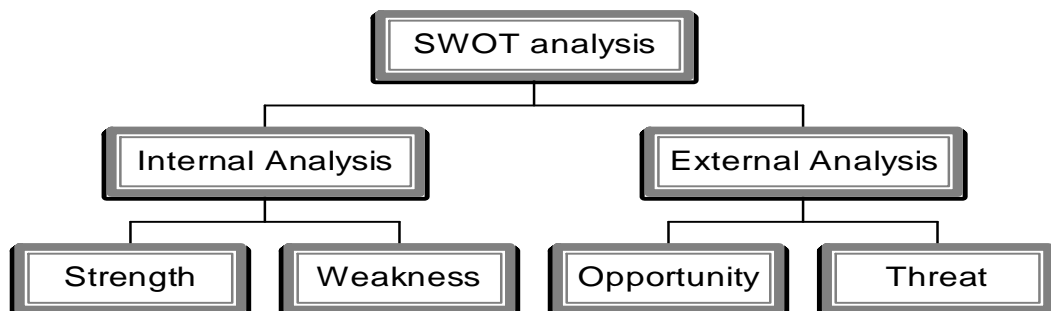 SWOT analysis
Internal Analysis
External Analysis
Strength
Weakness
Opportunity
Threat